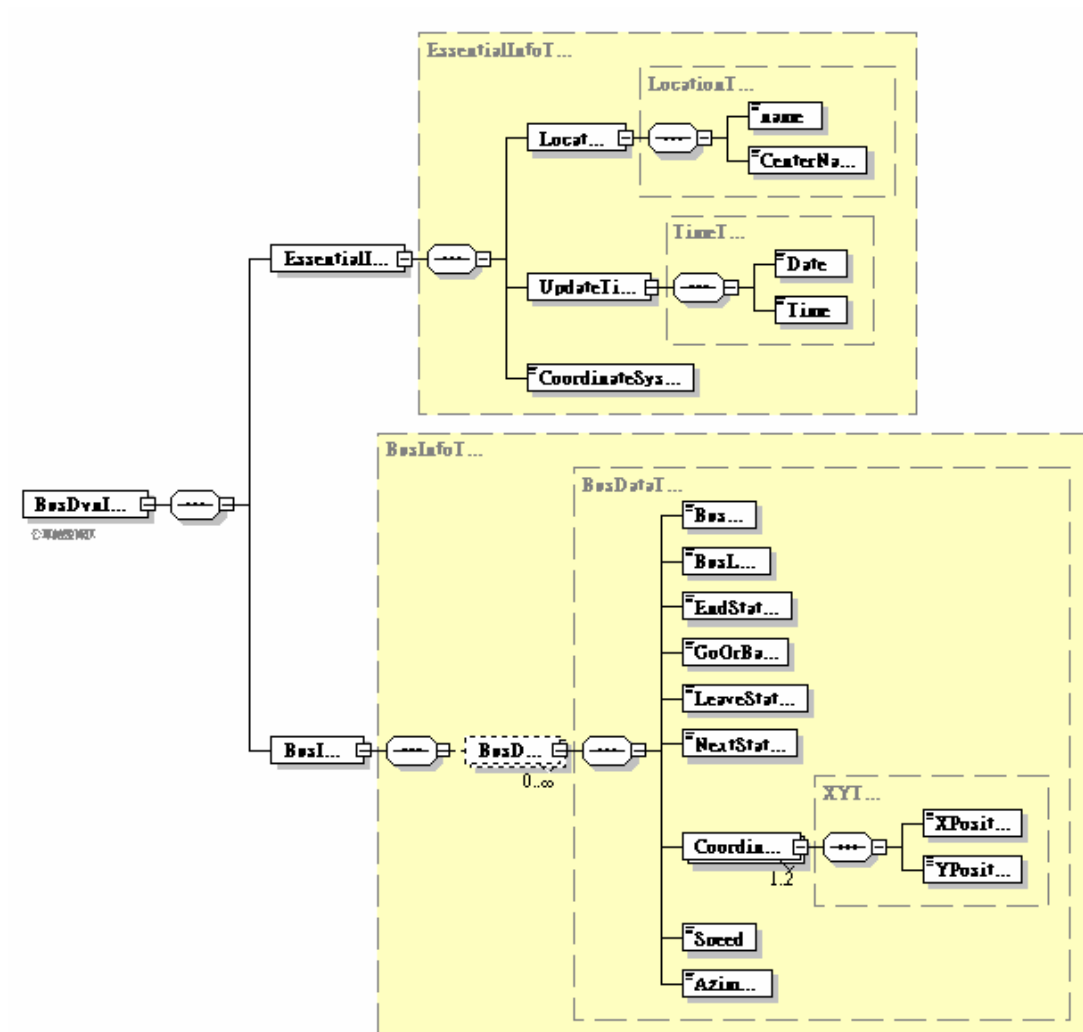 EssentialInfoT...
LocationT...
name
Locat...
CenterNa...
TimeT...
EssentialI...
Date
UpdateTi...
Time
CoordinateSys...
BusInfoT...
BusDataT...
BusDynI...
Bus...
BusL...
EndStat...
GoOrBa...
LeaveStat...
NextStat...
BusI...
BusD...
0..∞
XYT...
XPosit...
Coordin...
1..2
YPosit...
Speed
Azim...